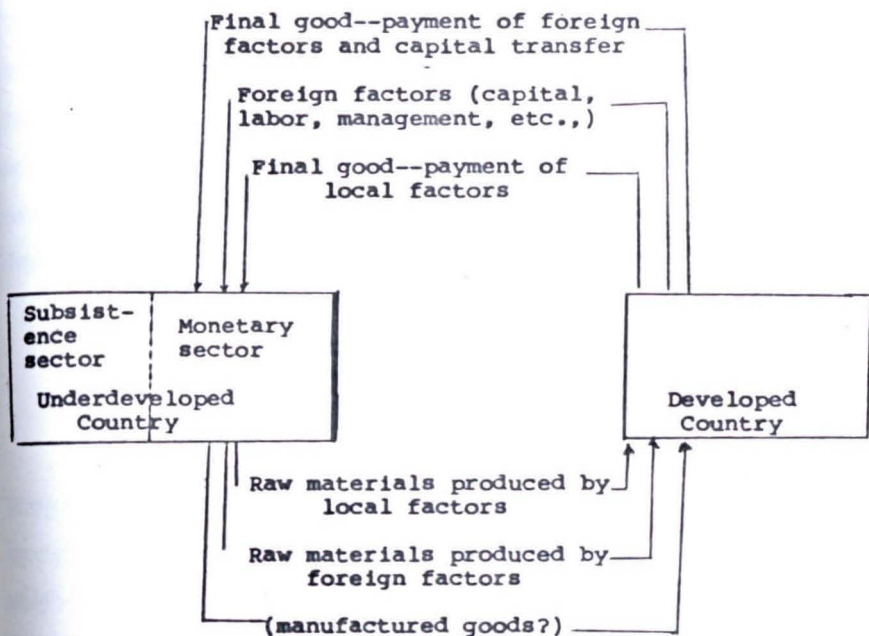 Final good--payment of foreign
factors and capital transfer
Foreign factors (capital,
labor, management, etc.,)
Final good--payment of
local factors
Subsist-
ence
sector
Monetary
sector
Underdeveloped
Country
Developed
Country
Raw materials produced by
local factors
Raw materials produced by
foreign factors
(manufactured goods?)